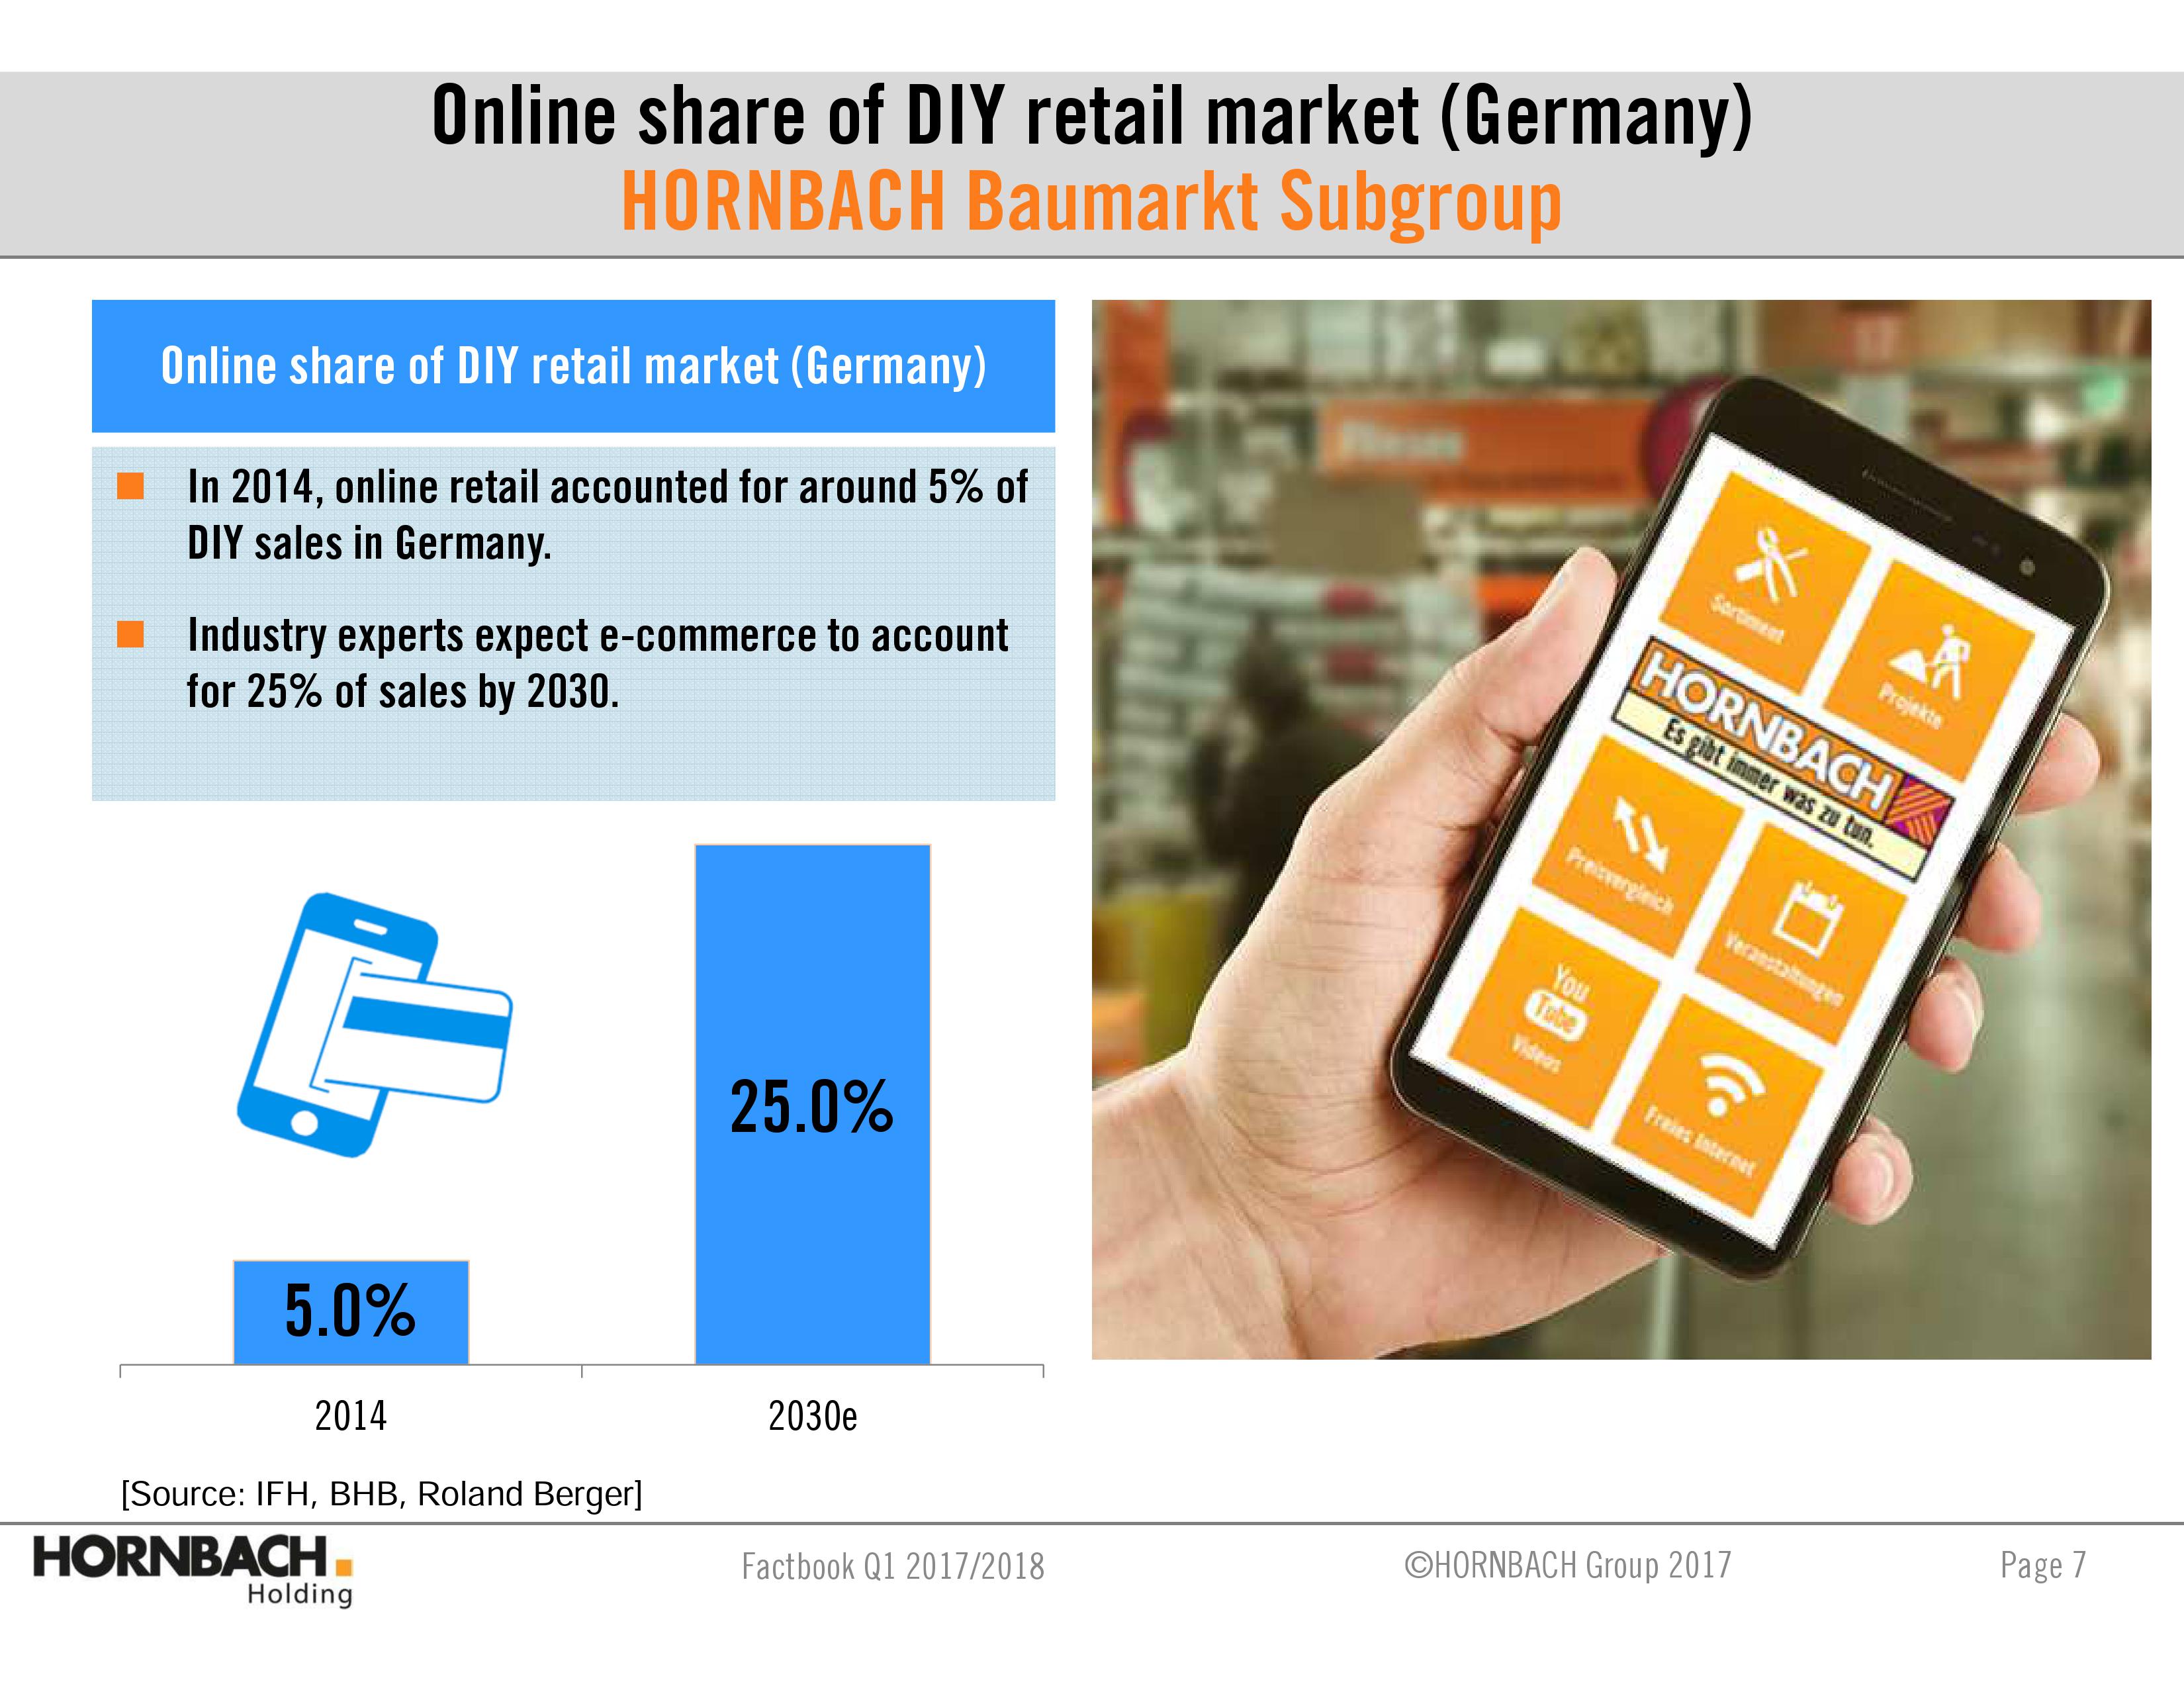 Online share of DIY retail market (Germany)
HORNBACH Baumarkt Subgroup
Online share of DIY retail market (Germany)
In 2014, online retail accounted for around 5% of
DIY sales in Germany.
Industry experts expect e-commerce to account
for 25% of sales by 2030.
5.0%
25.0%
2014
2030e
[Source: IFH, BHB, Roland Berger]
Sortiment
Projekte
HORNBACH
Es gibt immer was zu tun.
Preisvergleich
Veranstaltungen
You
Tube
Videos
Freies Internet
HORNBACH
Holding
Factbook Q1 2017/2018
©HORNBACH Group 2017
Page 7